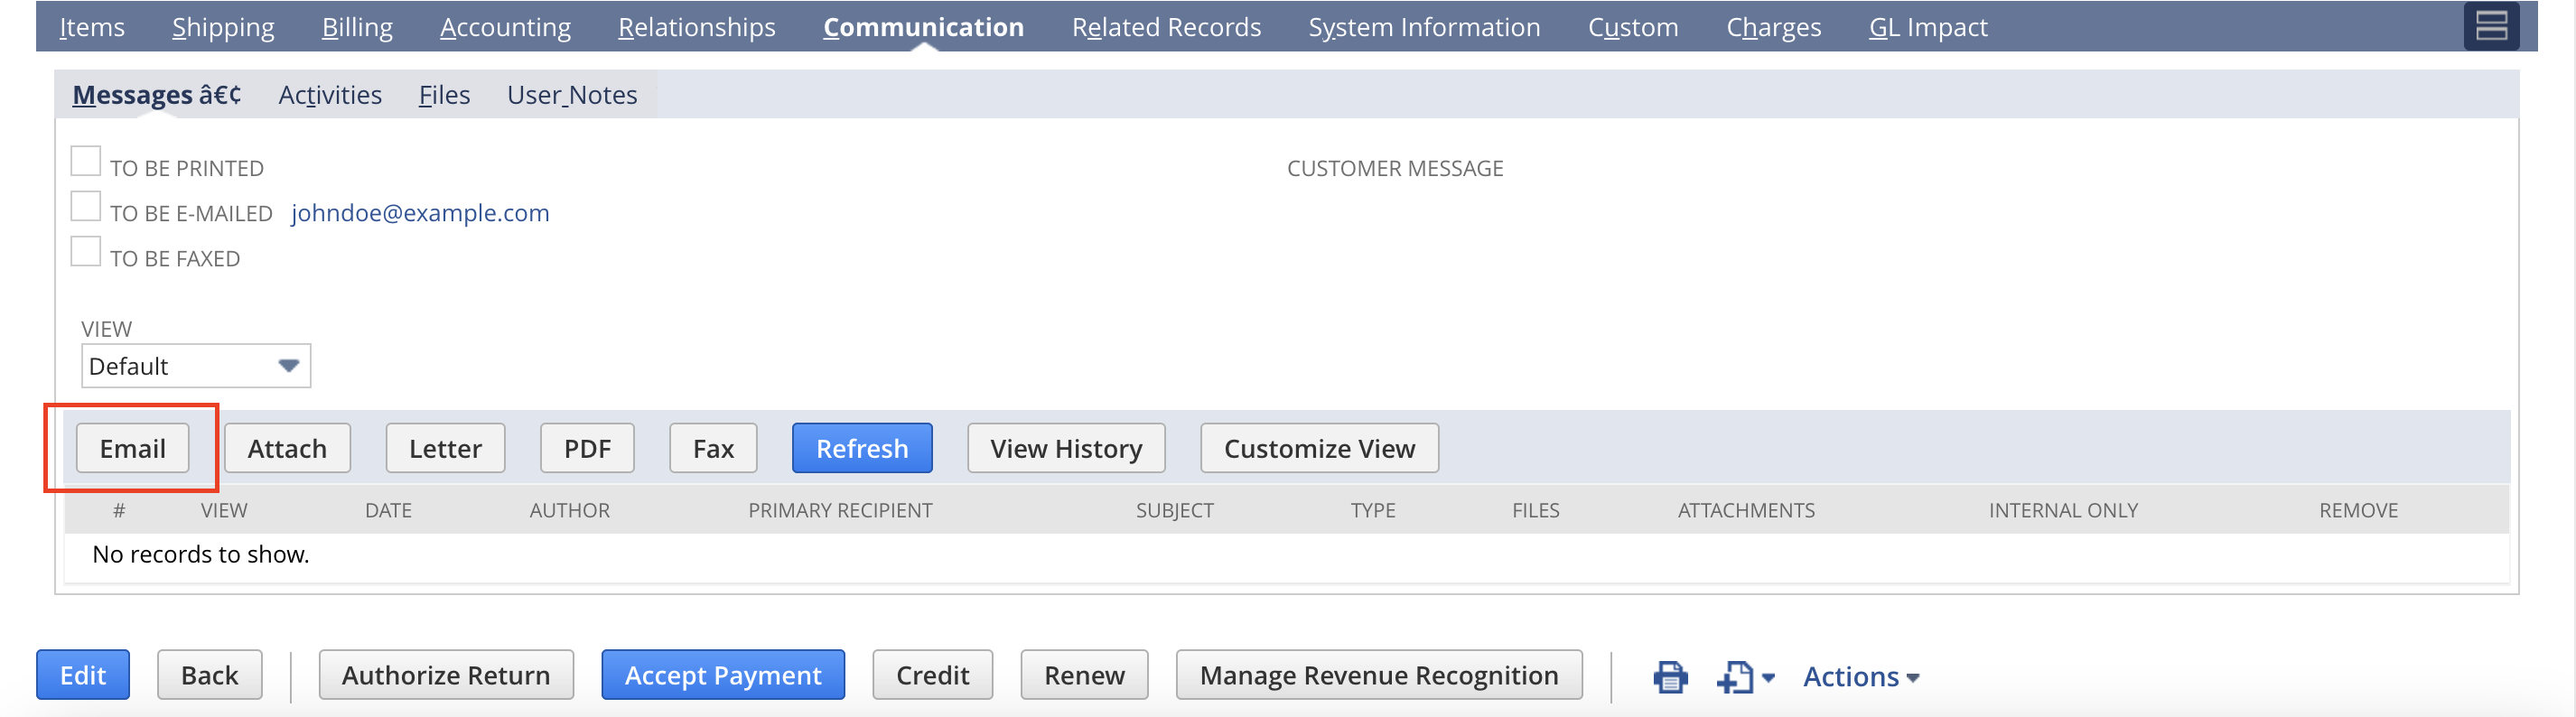 Items Shipping Billing Accounting Relationships Communication Related Records System Information Custom Charges GL Impact
Messages â€¢ Activities Files User Notes
TO BE PRINTED CUSTOMER MESSAGE
TO BE E-MAILED johndoe@example.com
TO BE FAXED
VIEW
Default
Email Attach Letter PDF Fax Refresh View History Customize View
# VIEW DATE AUTHOR PRIMARY RECIPIENT SUBJECT TYPE FILES ATTACHMENTS INTERNAL ONLY REMOVE
No records to show.
Edit Back Authorize Return Accept Payment Credit Renew Manage Revenue Recognition Actions